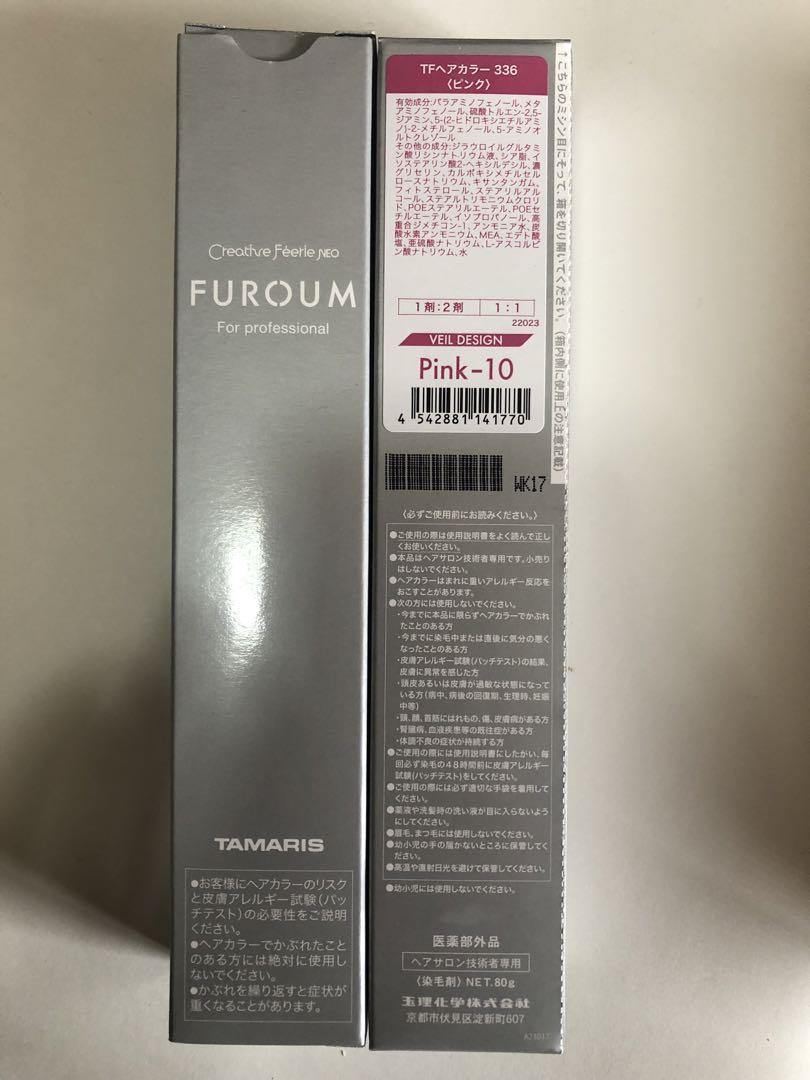 Creative Féerie NEO
FUROUM
For professional
TAMARIS
●お客様にヘアカラーのリスク
と皮膚アレルギー試験(パッ
チテスト)の必要性をご説明
ください。
●ヘアカラーでかぶれたこと
のある方には絶対に使用し
ないでください。
●かぶれを繰り返すと症状が
重くなることがあります。
TFヘアカラー 336
〈ピンク〉
有効成分:パラアミノフェノール、メタ
アミノフェノール、硫酸トルエン-2,5-
ジアミン、5-(2-ヒドロキシエチルアミ
ノ)-2-メチルフェノール、5-アミノオ
ルトクレゾール
その他の成分:ジラウロイルグルタミ
ン酸リシンナトリウム液、シア脂、イ
ソステアリン酸2-ヘキシルデシル、濃
グリセリン、カルボキシメチルセル
ロースナトリウム、キサンタンガム、
フィトステロール、ステアリルアル
コール、ステアルトリモニウムクロリ
ド、POEステアリルエーテル、POEセ
チルエーテル、イソプロパノール、高
重合ジメチコン-1、アンモニア水、炭
酸水素アンモニウム、MEA、エデト酸
塩、亜硫酸ナトリウム、L-アスコルビ
ン酸ナトリウム、水
1剤:2剤 1:1
22023
VEIL DESIGN
Pink-10
4 542881 141770
WK17
↑こちらのミシン目にそって、箱を切り開いてください。(箱内側に使用上の注意記載)
〈必ずご使用前にお読みください。〉
●ご使用の際は使用説明書をよく読んで正し
くお使いください。
●本品はヘアサロン技術者専用です。小売り
はしないでください。
●ヘアカラーはまれに重いアレルギー反応を
おこすことがあります。
●次の方には使用しないでください。
・今までに本品に限らずヘアカラーでかぶれ
たことのある方
・今までに染毛中または直後に気分の悪く
なったことのある方
・皮膚アレルギー試験(パッチテスト)の結果、
皮膚に異常を感じた方
・頭皮あるいは皮膚が過敏な状態になって
いる方(病中、病後の回復期、生理時、妊娠
中等)
・頭、顔、首筋にはれもの、傷、皮膚病がある方
・腎臓病、血液疾患等の既往症がある方
・体調不良の症状が持続する方
●ご使用の際には使用説明書にしたがい、毎
回必ず染毛の48時間前に皮膚アレルギー
試験(パッチテスト)をしてください。
●ご使用の際には必ず適切な手袋を着用して
ください。
●薬液や洗髪時の洗い液が目に入らないよう
にしてください。
●眉毛、まつ毛には使用しないでください。
●幼小児の手の届かないところに保管してく
ださい。
●高温や直射日光を避けて保管してください。
●幼小児には使用しないでください。
医薬部外品
ヘアサロン技術者専用
〈染毛剤〉NET.80g
玉理化学株式会社
京都市伏見区淀新町607